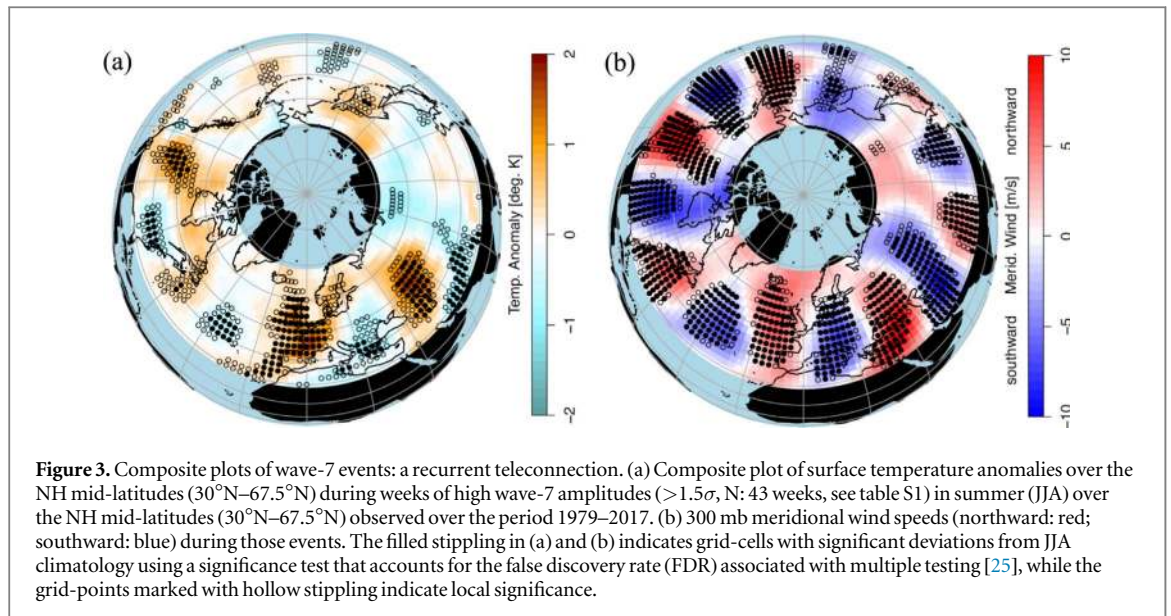 (a)
2
1
0
−1
−2
Temp. Anomaly [deg. K]
(b)
10
5
0
−5
−10
southward Merid. Wind [m/s] northward
Figure 3. Composite plots of wave-7 events: a recurrent teleconnection. (a) Composite plot of surface temperature anomalies over the
NH mid-latitudes (30°N–67.5°N) during weeks of high wave-7 amplitudes (>1.5σ, N: 43 weeks, see table S1) in summer (JJA) over
the NH mid-latitudes (30°N–67.5°N) observed over the period 1979–2017. (b) 300 mb meridional wind speeds (northward: red;
southward: blue) during those events. The filled stippling in (a) and (b) indicates grid-cells with significant deviations from JJA
climatology using a significance test that accounts for the false discovery rate (FDR) associated with multiple testing [25], while the
grid-points marked with hollow stippling indicate local significance.